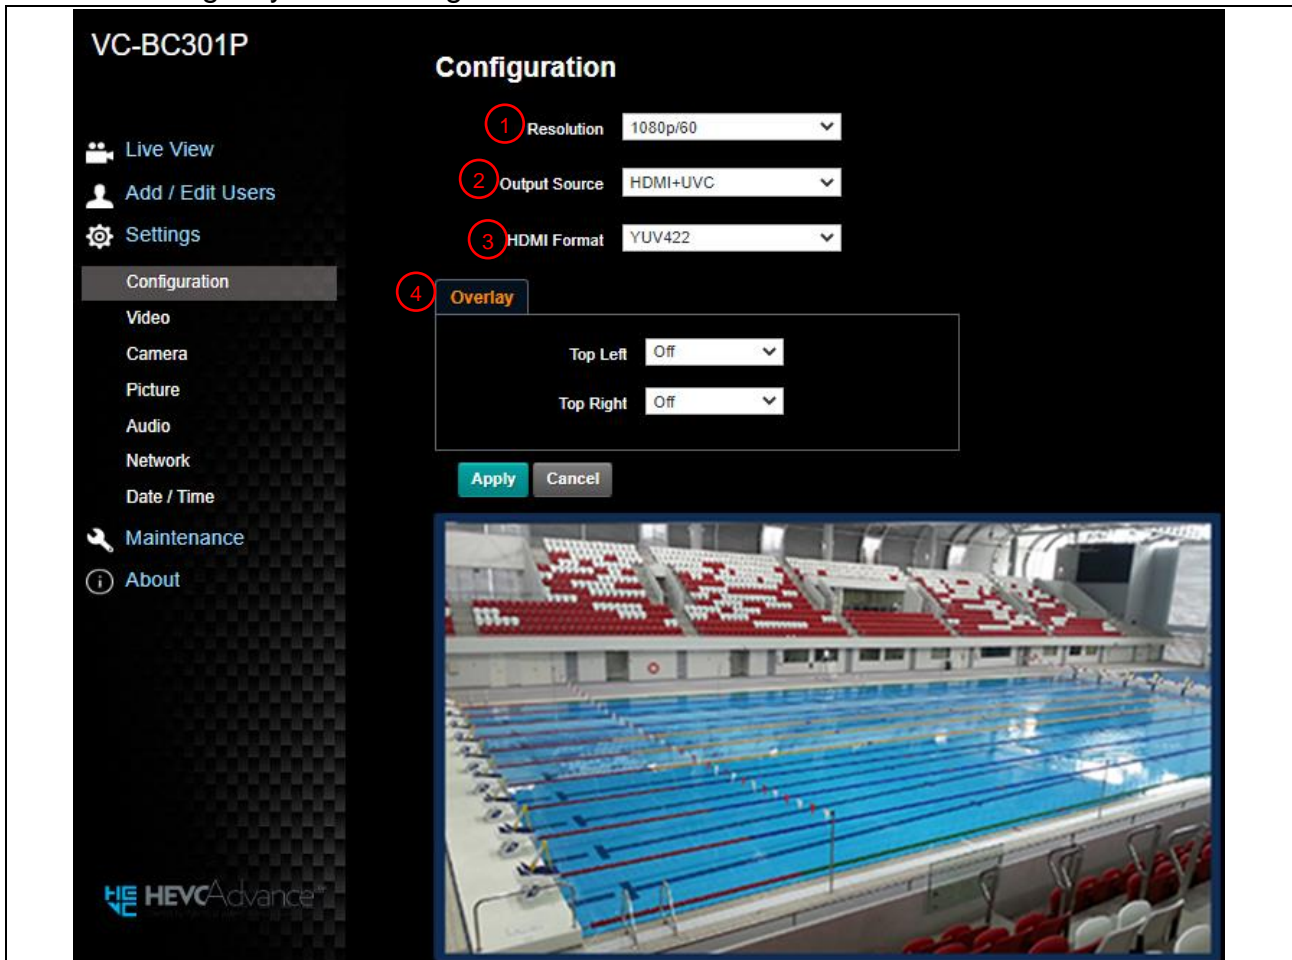 VC-BC301P
Live View
Add / Edit Users
Settings
Configuration
Video
Camera
Picture
Audio
Network
Date / Time
Maintenance
About
HEVC HEVCAdvance
Configuration
1 Resolution 1080p/60
2 Output Source HDMI+UVC
3 HDMI Format YUV422
4 Overlay
Top Left Off
Top Right Off
Apply Cancel